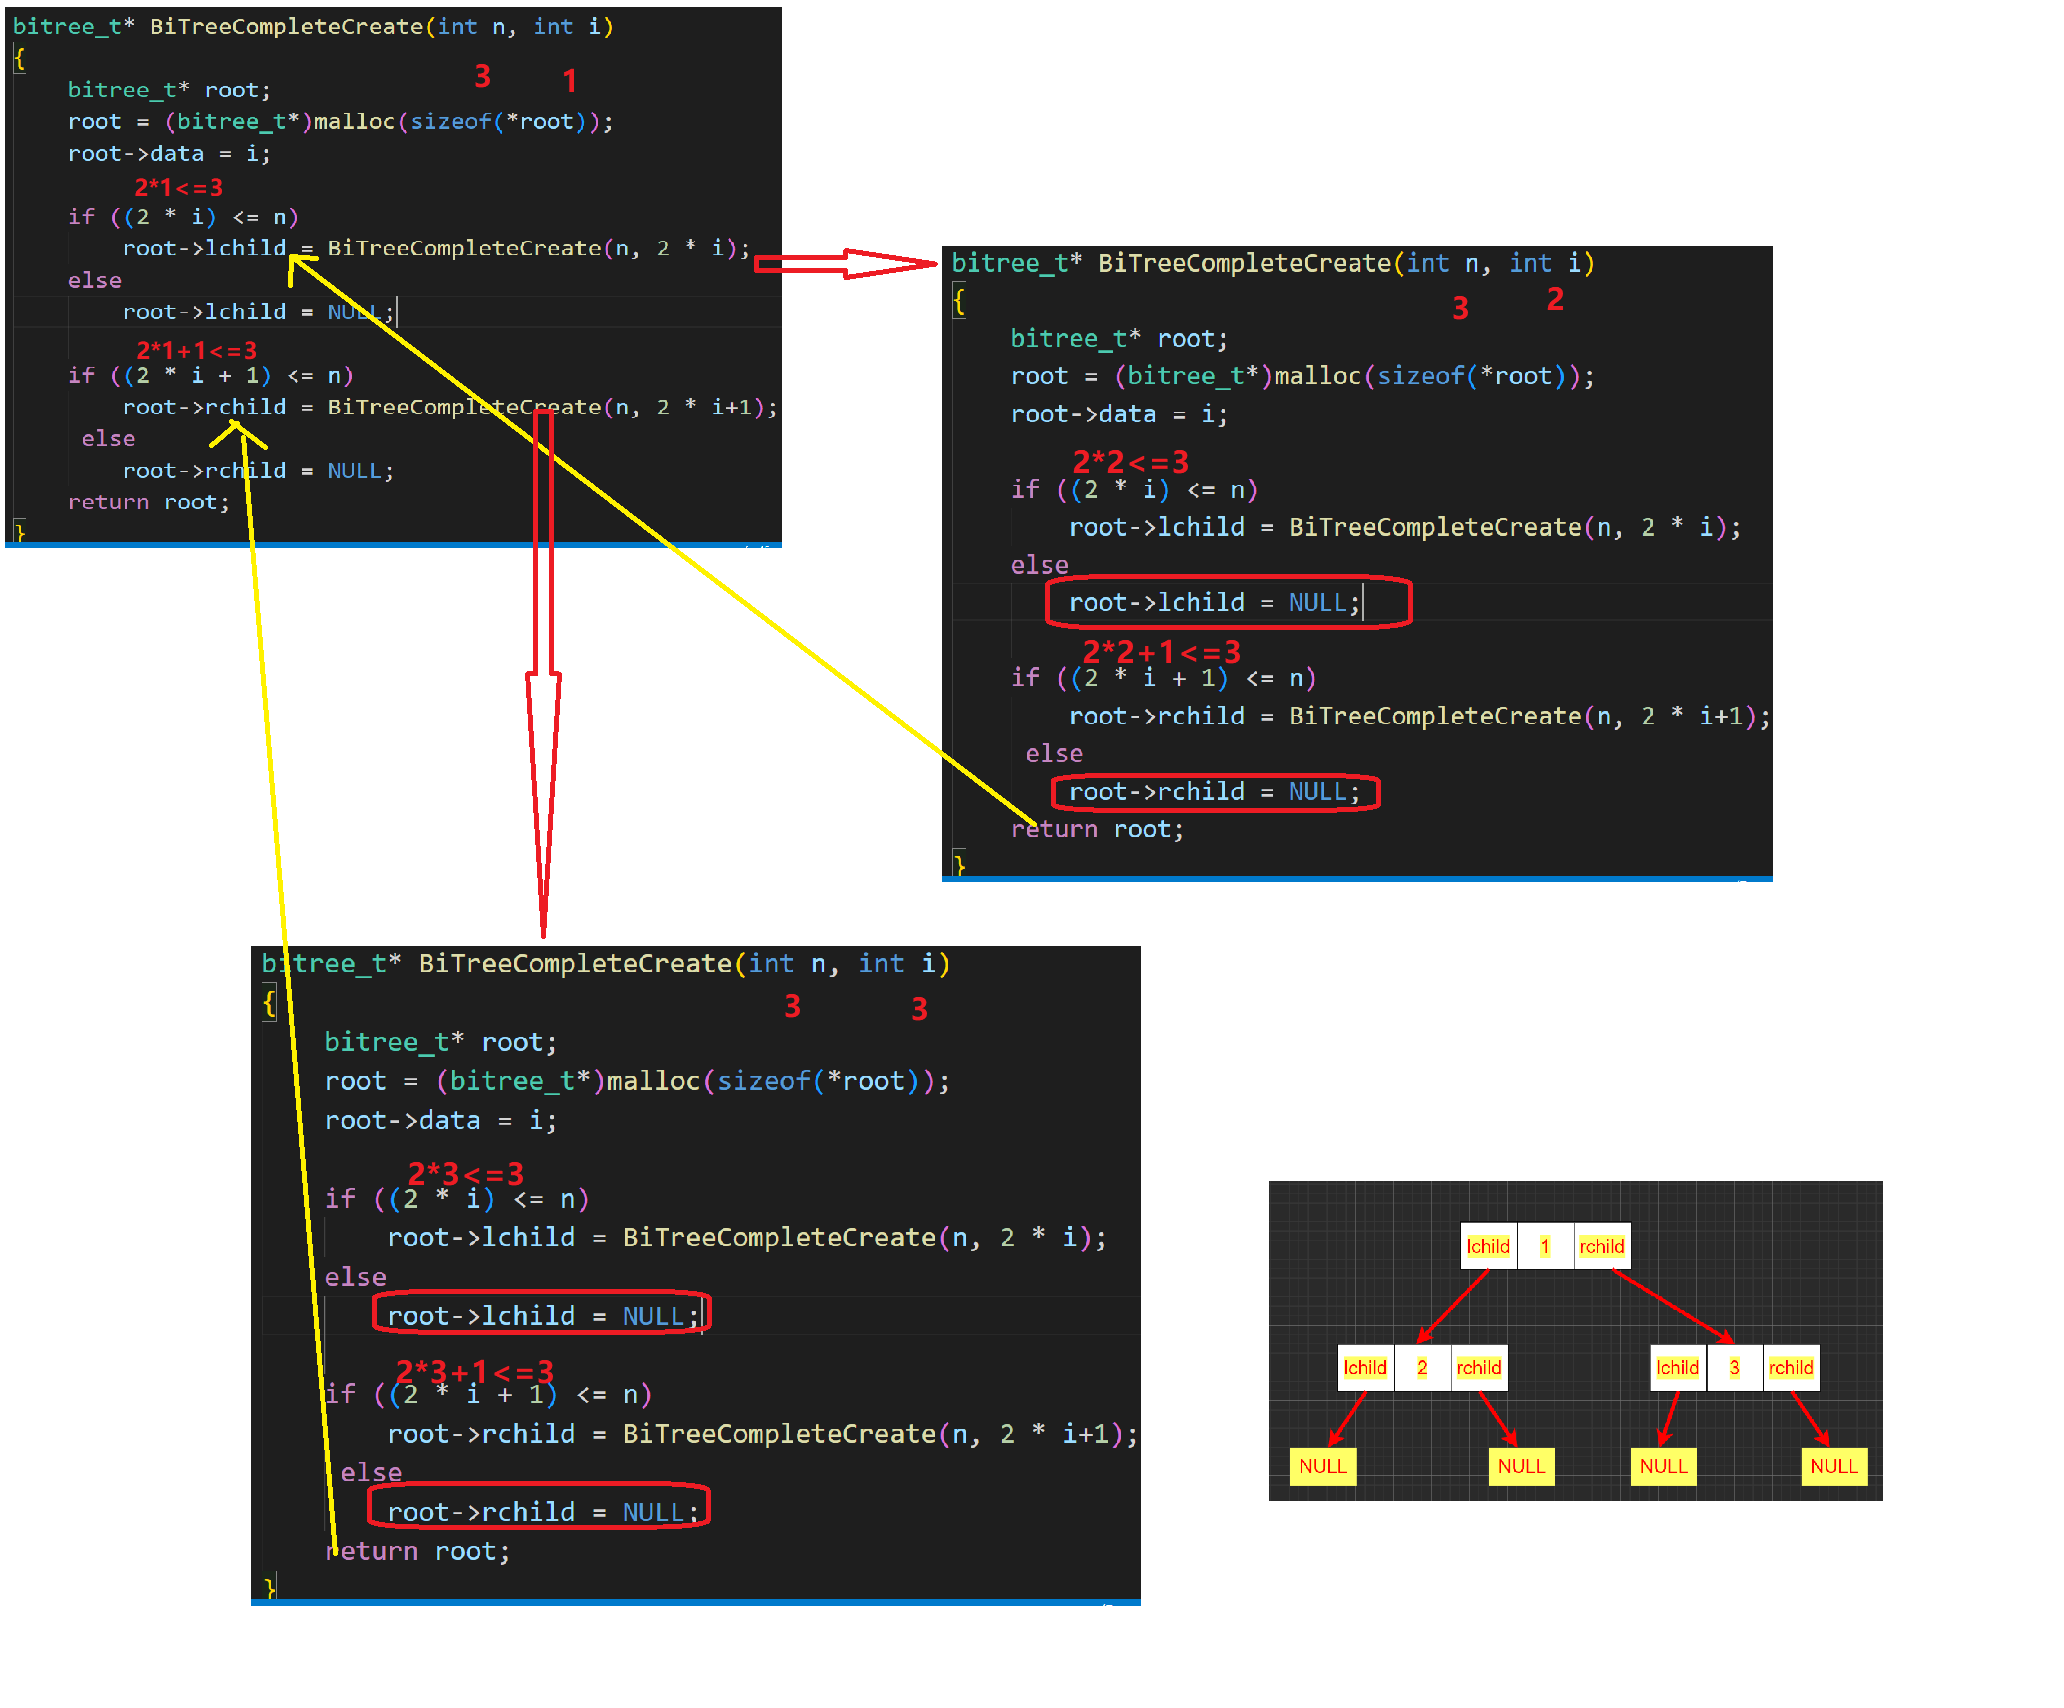 bitree_t* BiTreeCompleteCreate(int n, int i)
{
3 1
bitree_t* root;
root = (bitree_t*)malloc(sizeof(*root));
root->data = i;
2*1<=3
if ((2 * i) <= n)
root->lchild = BiTreeCompleteCreate(n, 2 * i);
else
root->lchild = NULL;
2*1+1<=3
if ((2 * i + 1) <= n)
root->rchild = BiTreeCompleteCreate(n, 2 * i+1);
else
root->rchild = NULL;
return root;
}
bitree_t* BiTreeCompleteCreate(int n, int i)
{
3 2
bitree_t* root;
root = (bitree_t*)malloc(sizeof(*root));
root->data = i;
2*2<=3
if ((2 * i) <= n)
root->lchild = BiTreeCompleteCreate(n, 2 * i);
else
root->lchild = NULL;
2*2+1<=3
if ((2 * i + 1) <= n)
root->rchild = BiTreeCompleteCreate(n, 2 * i+1);
else
root->rchild = NULL;
return root;
}
bitree_t* BiTreeCompleteCreate(int n, int i)
{
3 3
bitree_t* root;
root = (bitree_t*)malloc(sizeof(*root));
root->data = i;
2*3<=3
if ((2 * i) <= n)
root->lchild = BiTreeCompleteCreate(n, 2 * i);
else
root->lchild = NULL;
2*3+1<=3
if ((2 * i + 1) <= n)
root->rchild = BiTreeCompleteCreate(n, 2 * i+1);
else
root->rchild = NULL;
return root;
}
lchild 1 rchild
lchild 2 rchild lchild 3 rchild
NULL NULL NULL NULL